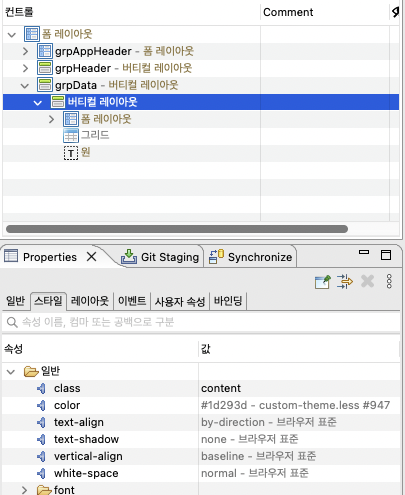 컨트롤 Comment
폼 레이아웃
grpAppHeader – 폼 레이아웃
grpHeader – 버티컬 레이아웃
grpData – 버티컬 레이아웃
버티컬 레이아웃
폼 레이아웃
그리드
T 원
Properties Git Staging Synchronize
일반 스타일 레이아웃 이벤트 사용자 속성 바인딩
속성 이름, 컴마 또는 공백으로 구분
속성 값
일반
class content
color #1d293d – custom-theme.less #947
text-align by-direction – 브라우저 표준
text-shadow none – 브라우저 표준
vertical-align baseline – 브라우저 표준
white-space normal – 브라우저 표준
font